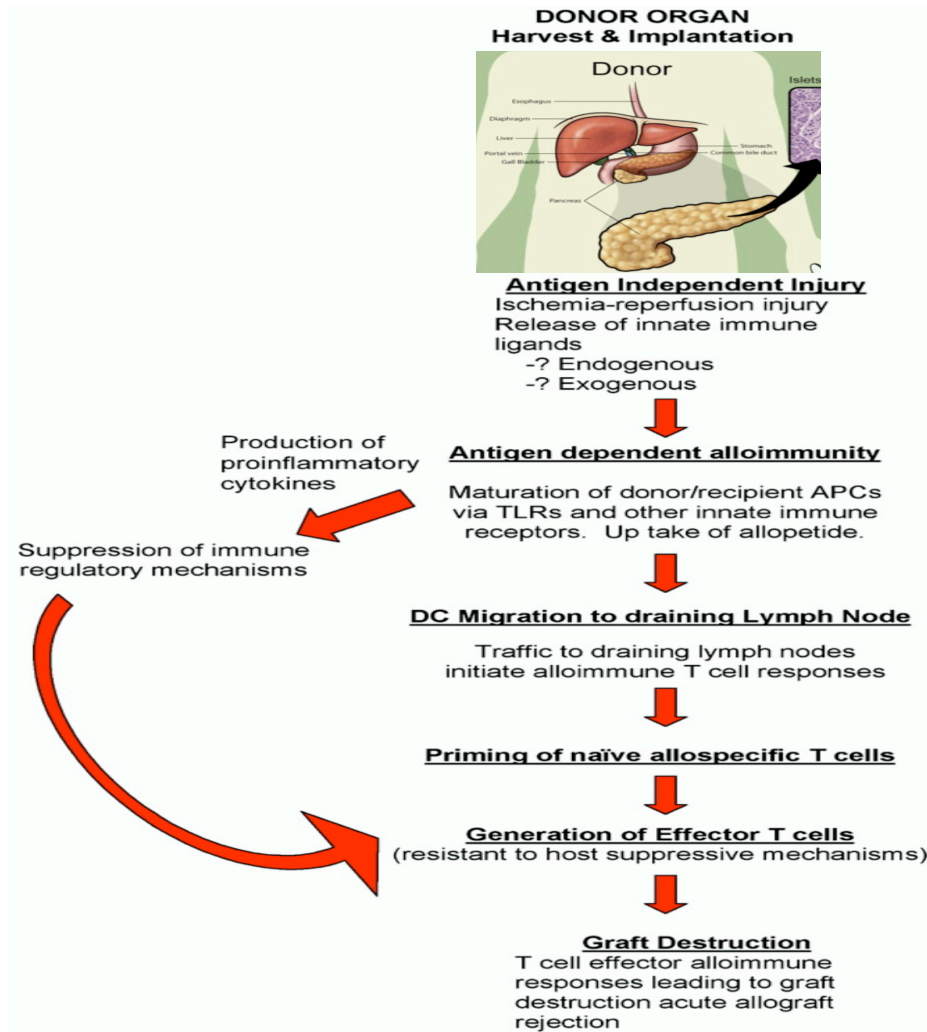 DONOR ORGAN
Harvest & Implantation
Donor
Islets
Esophagus
Diaphragm
Liver
Portal vein
Gall Bladder
Stomach
Common bile duct
Pancreas
Antigen Independent Injury
Ischemia-reperfusion injury
Release of innate immune
ligands
-? Endogenous
-? Exogenous
Production of
proinflammatory
cytokines
Antigen dependent alloimmunity
Maturation of donor/recipient APCs
via TLRs and other innate immune
receptors. Up take of allopetide.
Suppression of immune
regulatory mechanisms
DC Migration to draining Lymph Node
Traffic to draining lymph nodes
initiate alloimmune T cell responses
Priming of naïve allospecific T cells
Generation of Effector T cells
(resistant to host suppressive mechanisms)
Graft Destruction
T cell effector alloimmune
responses leading to graft
destruction acute allograft
rejection